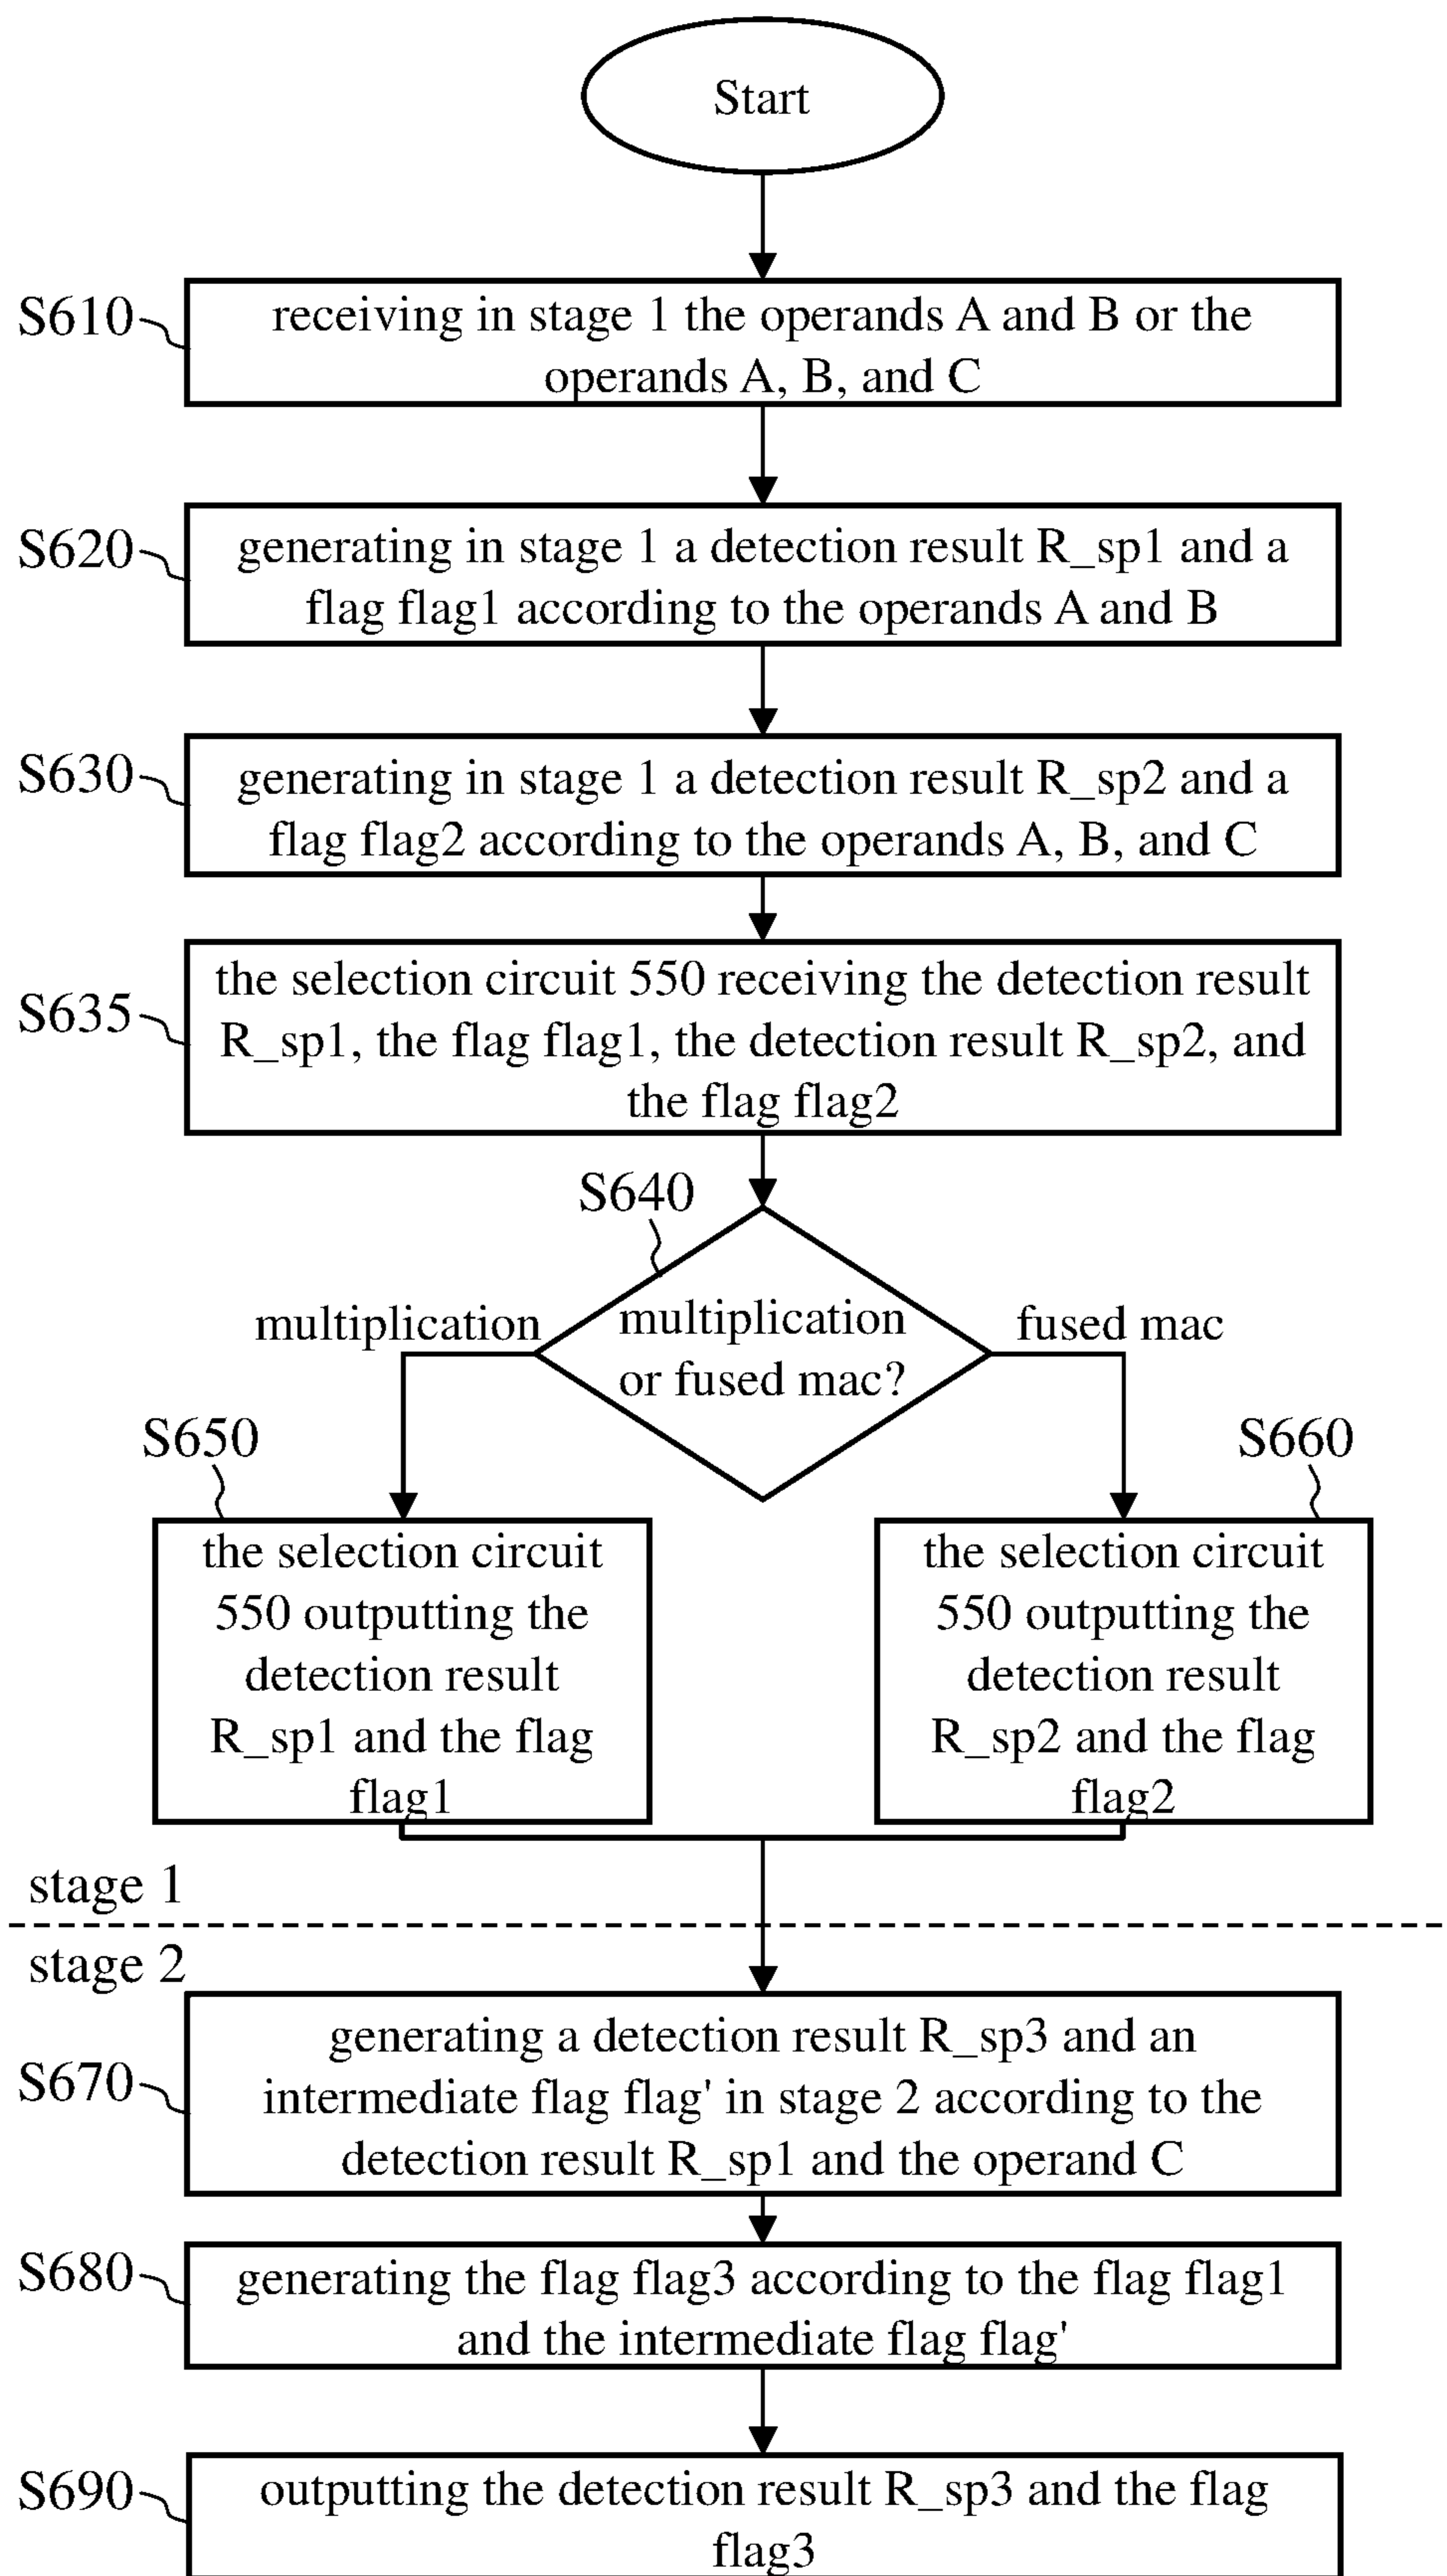 Start
S610
receiving in stage 1 the operands A and B or the
operands A, B, and C
S620
generating in stage 1 a detection result R_sp1 and a
flag flag1 according to the operands A and B
S630
generating in stage 1 a detection result R_sp2 and a
flag flag2 according to the operands A, B, and C
S635
the selection circuit 550 receiving the detection result
R_sp1, the flag flag1, the detection result R_sp2, and
the flag flag2
S640
multiplication
or fused mac?
multiplication
fused mac
S650
the selection circuit
550 outputting the
detection result
R_sp1 and the flag
flag1
S660
the selection circuit
550 outputting the
detection result
R_sp2 and the flag
flag2
stage 1
stage 2
S670
generating a detection result R_sp3 and an
intermediate flag flag' in stage 2 according to the
detection result R_sp1 and the operand C
S680
generating the flag flag3 according to the flag flag1
and the intermediate flag flag'
S690
outputting the detection result R_sp3 and the flag
flag3